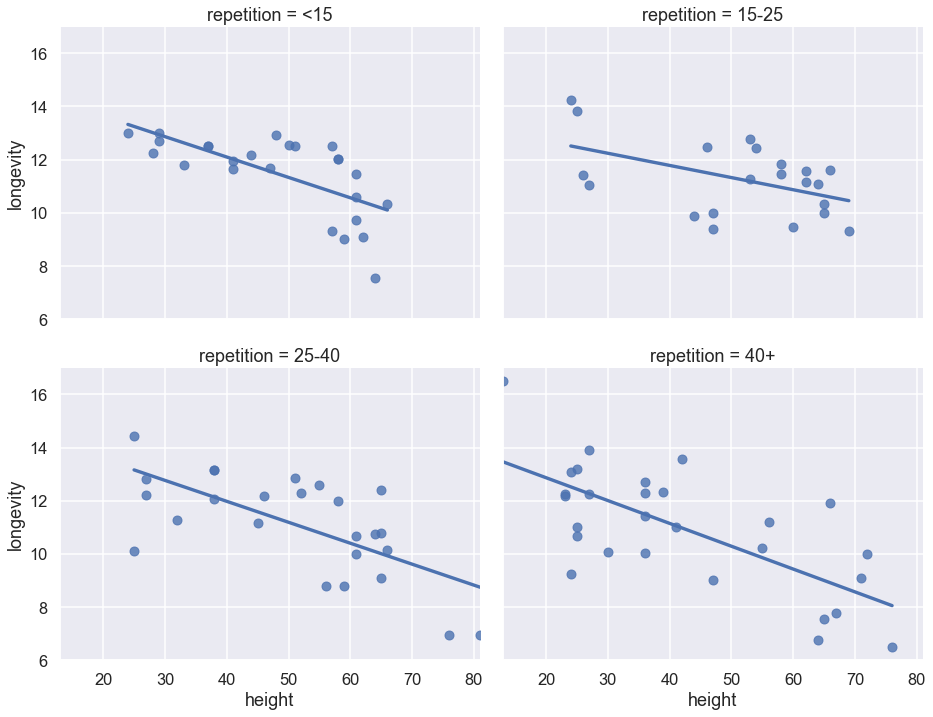 repetition = <15
repetition = 15-25
16
14
12
10
8
6
longevity
repetition = 25-40
repetition = 40+
16
14
12
10
8
6
longevity
20 30 40 50 60 70 80
height
20 30 40 50 60 70 80
height